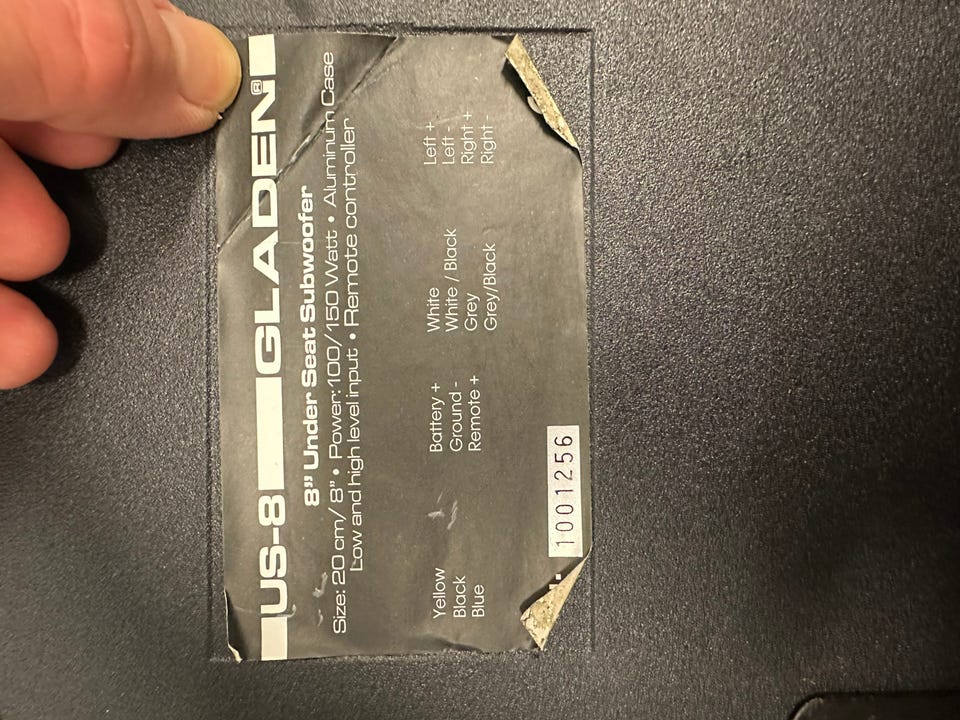 US-8 GLADEN®
8” Under Seat Subwoofer
Size: 20 cm/ 8” • Power:100/150 Watt • Aluminum Case
Low and high level input • Remote controller
Yellow Battery + White Left +
Black Ground - White / Black Left -
Blue Remote + Grey Right +
Grey/Black Right -
1001256